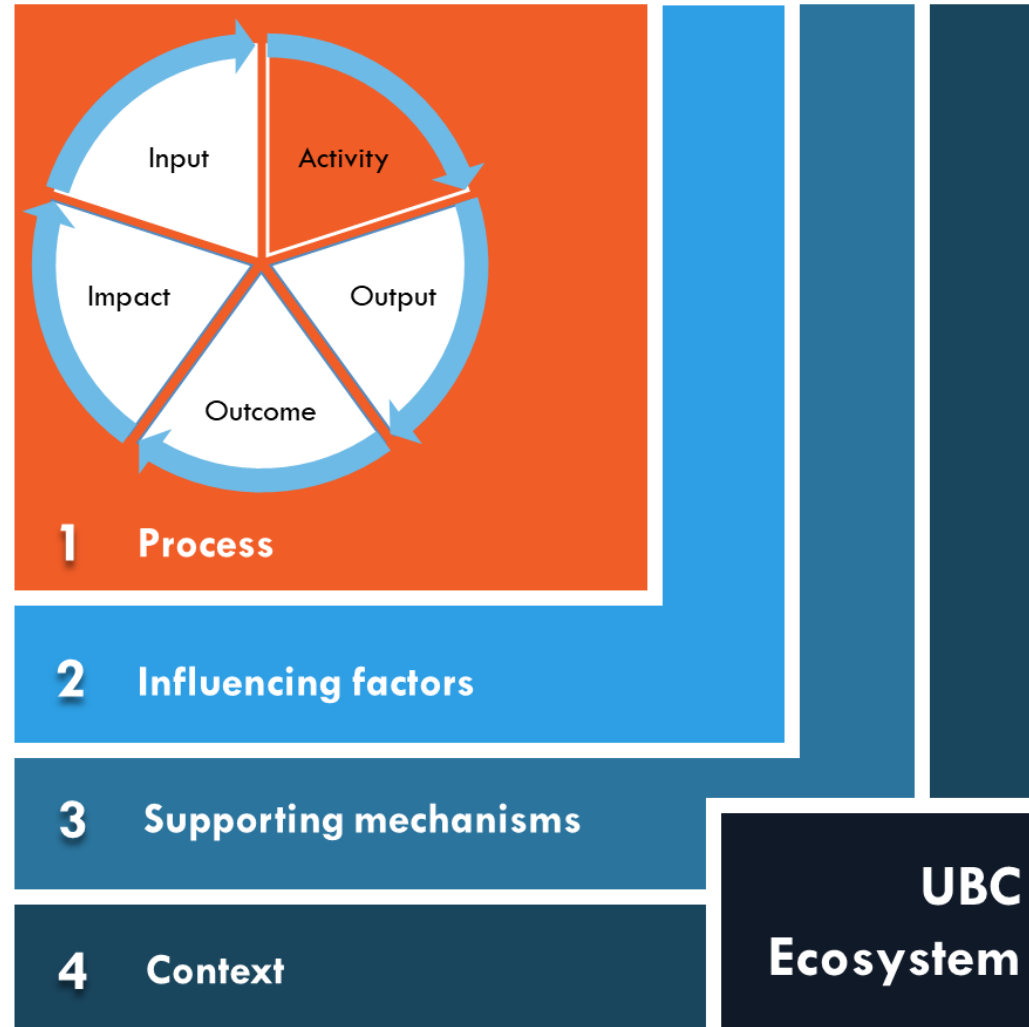 Input
Activity
Impact
Output
Outcome
1 Process
2 Influencing factors
3 Supporting mechanisms
4 Context
UBC
Ecosystem